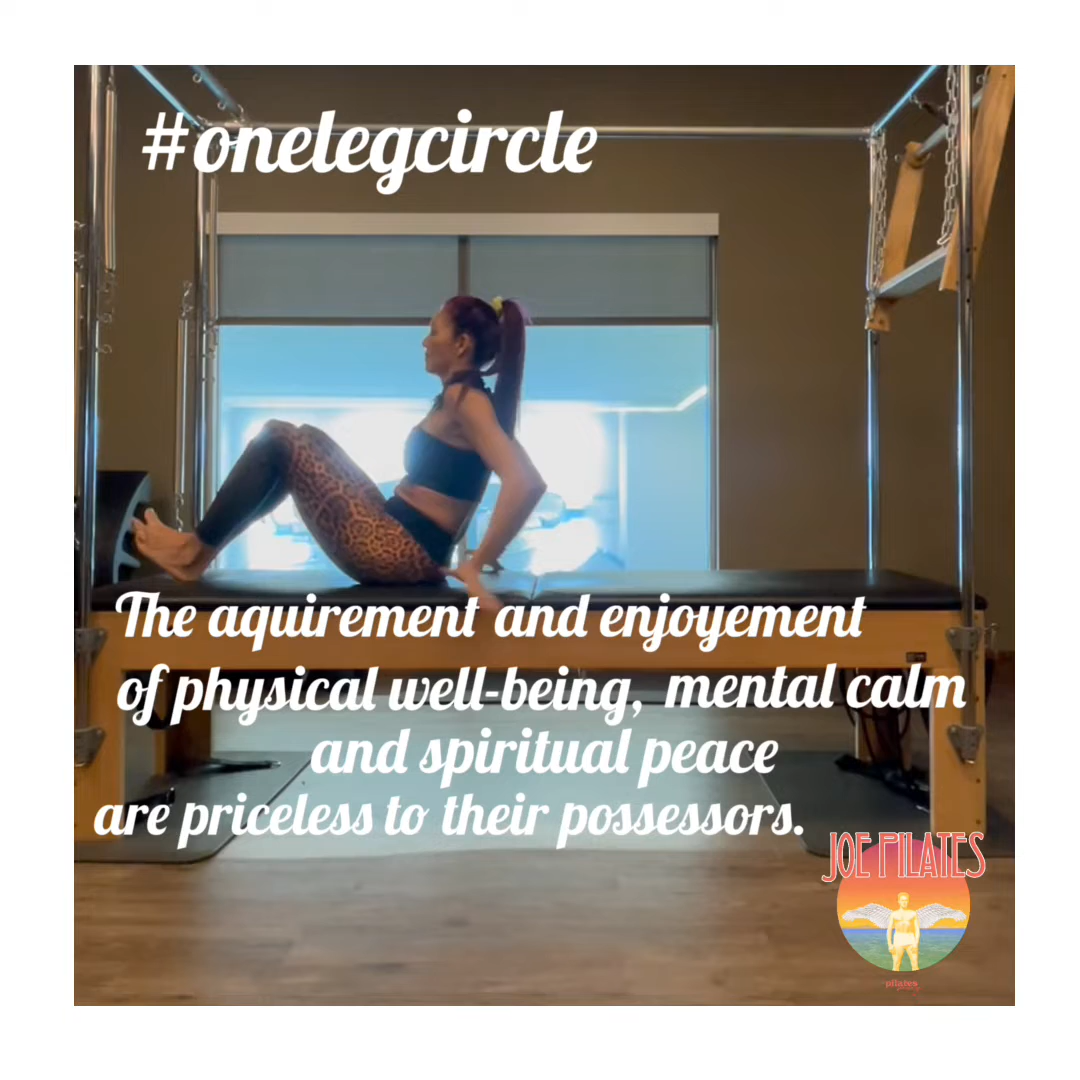 #onelegcircle
The aquirement and enjoyement
of physical well-being, mental calm
and spiritual peace
are priceless to their possessors.
JOE PILATES
pilates